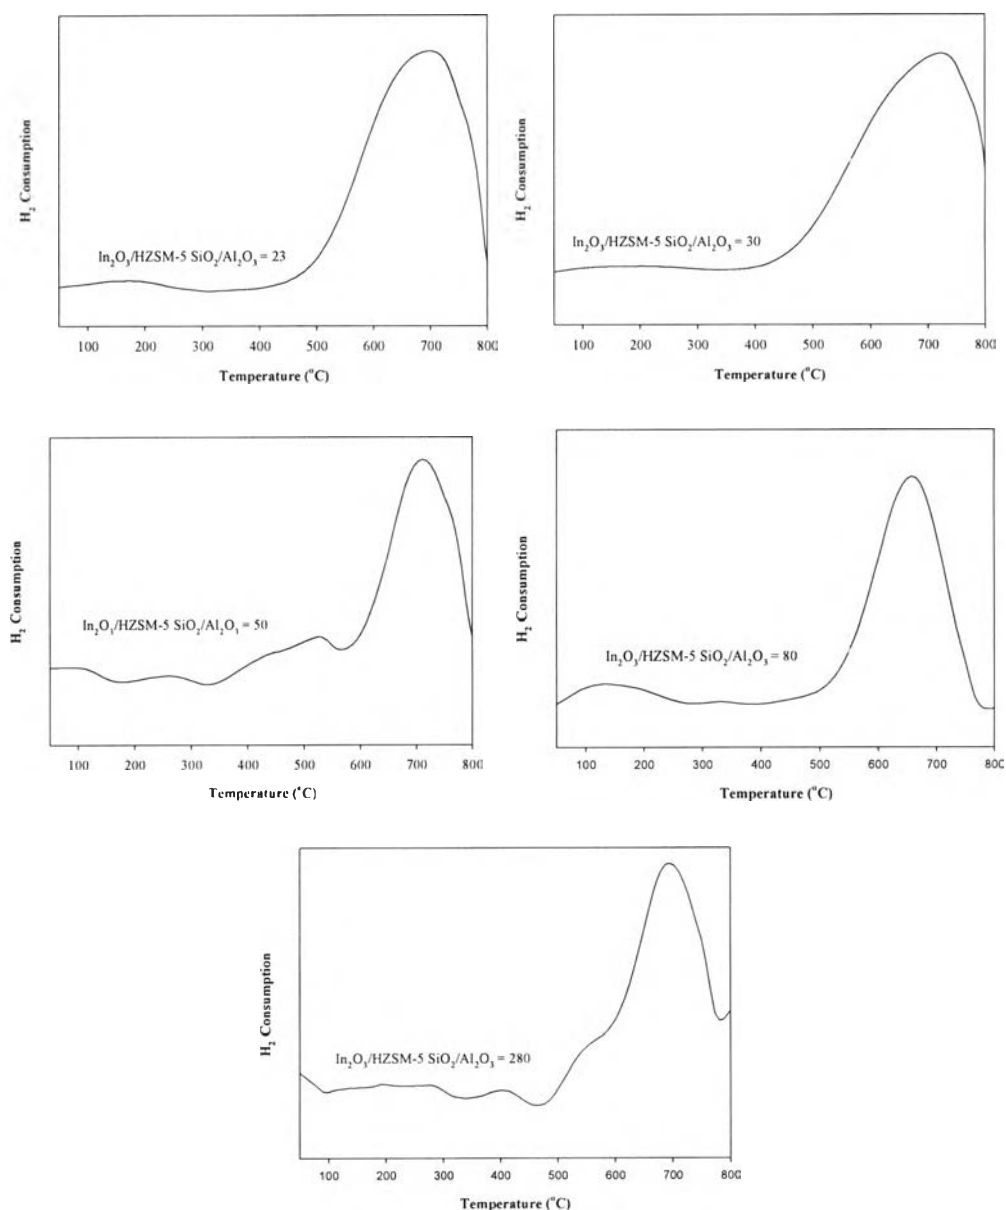 H₂ Consumption
In₂O₃/HZSM-5 SiO₂/Al₂O₃ = 23
100 200 300 400 500 600 700 800
Temperature (°C)
H₂ Consumption
In₂O₃/HZSM-5 SiO₂/Al₂O₃ = 30
100 200 300 400 500 600 700 800
Temperature (°C)
H₂ Consumption
In₂O₃/HZSM-5 SiO₂/Al₂O₃ = 50
100 200 300 400 500 600 700 800
Temperature (°C)
H₂ Consumption
In₂O₃/HZSM-5 SiO₂/Al₂O₃ = 80
100 200 300 400 500 600 700 800
Temperature (°C)
H₂ Consumption
In₂O₃/HZSM-5 SiO₂/Al₂O₃ = 280
100 200 300 400 500 600 700 800
Temperature (°C)